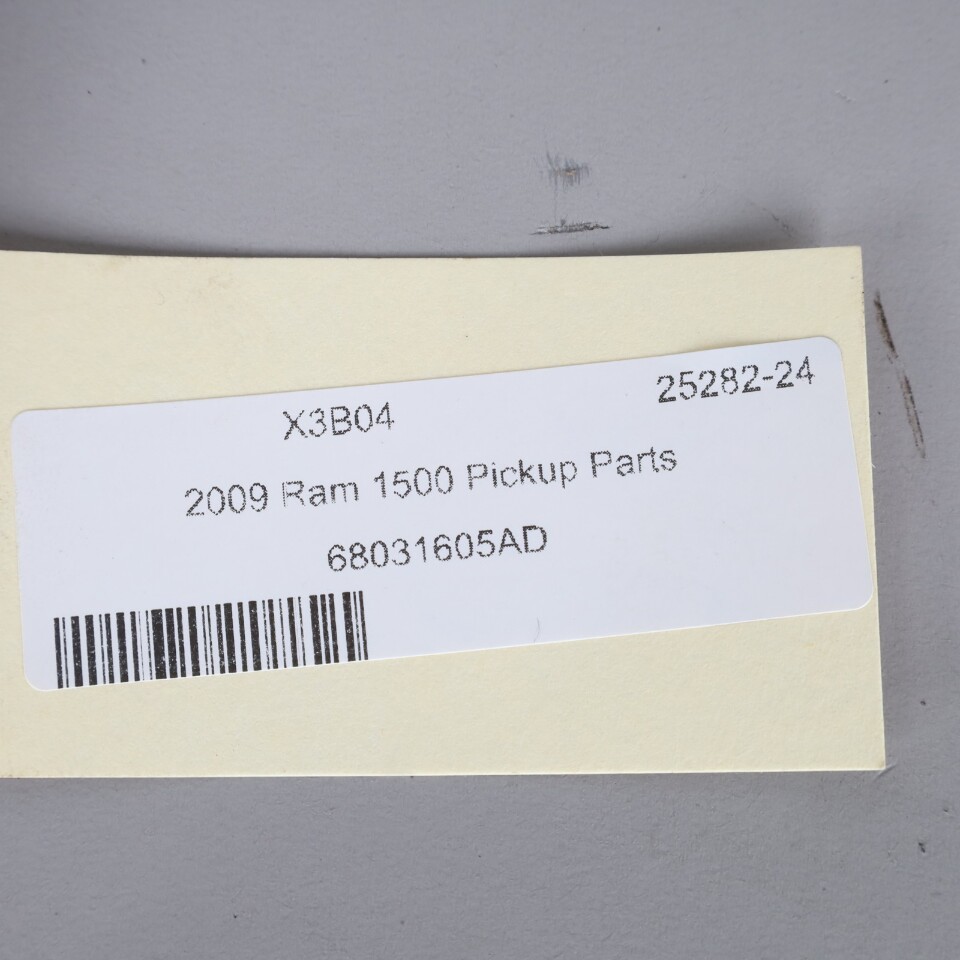 X3B04 25282-24
2009 Ram 1500 Pickup Parts
68031605AD